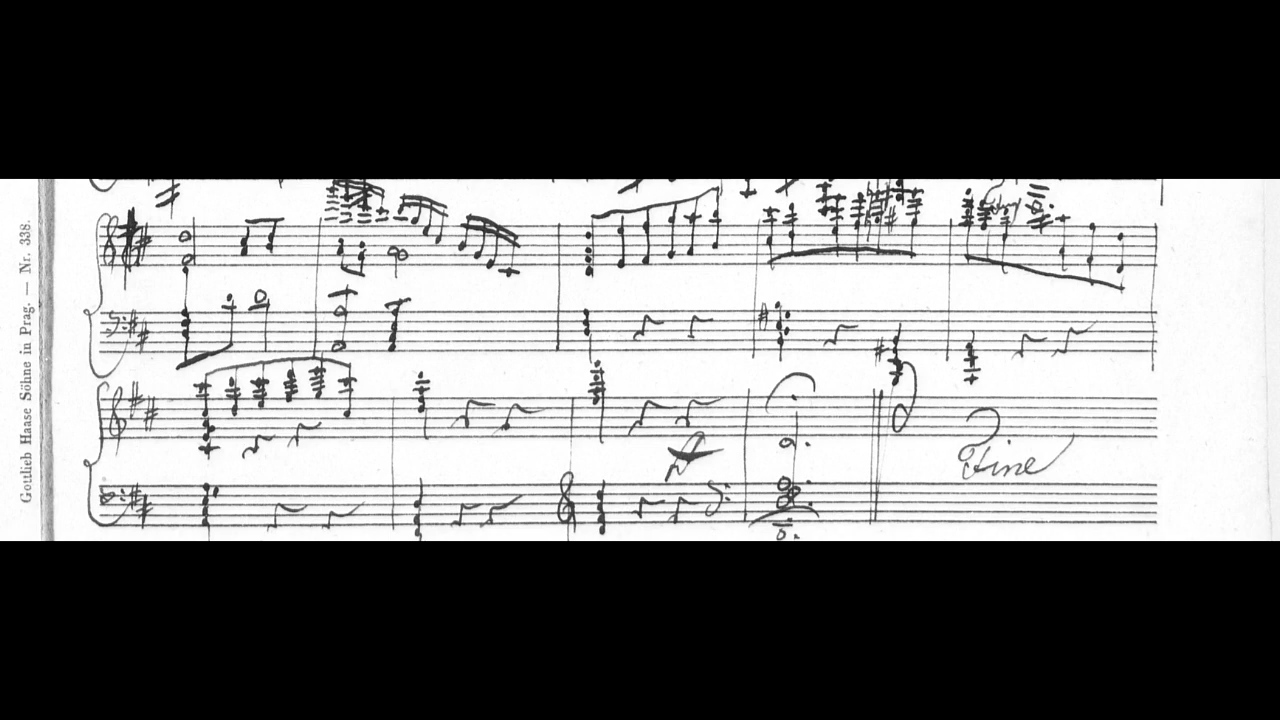 Gottlieb Haase Söhne in Prag. — Nr. 338.
Fine